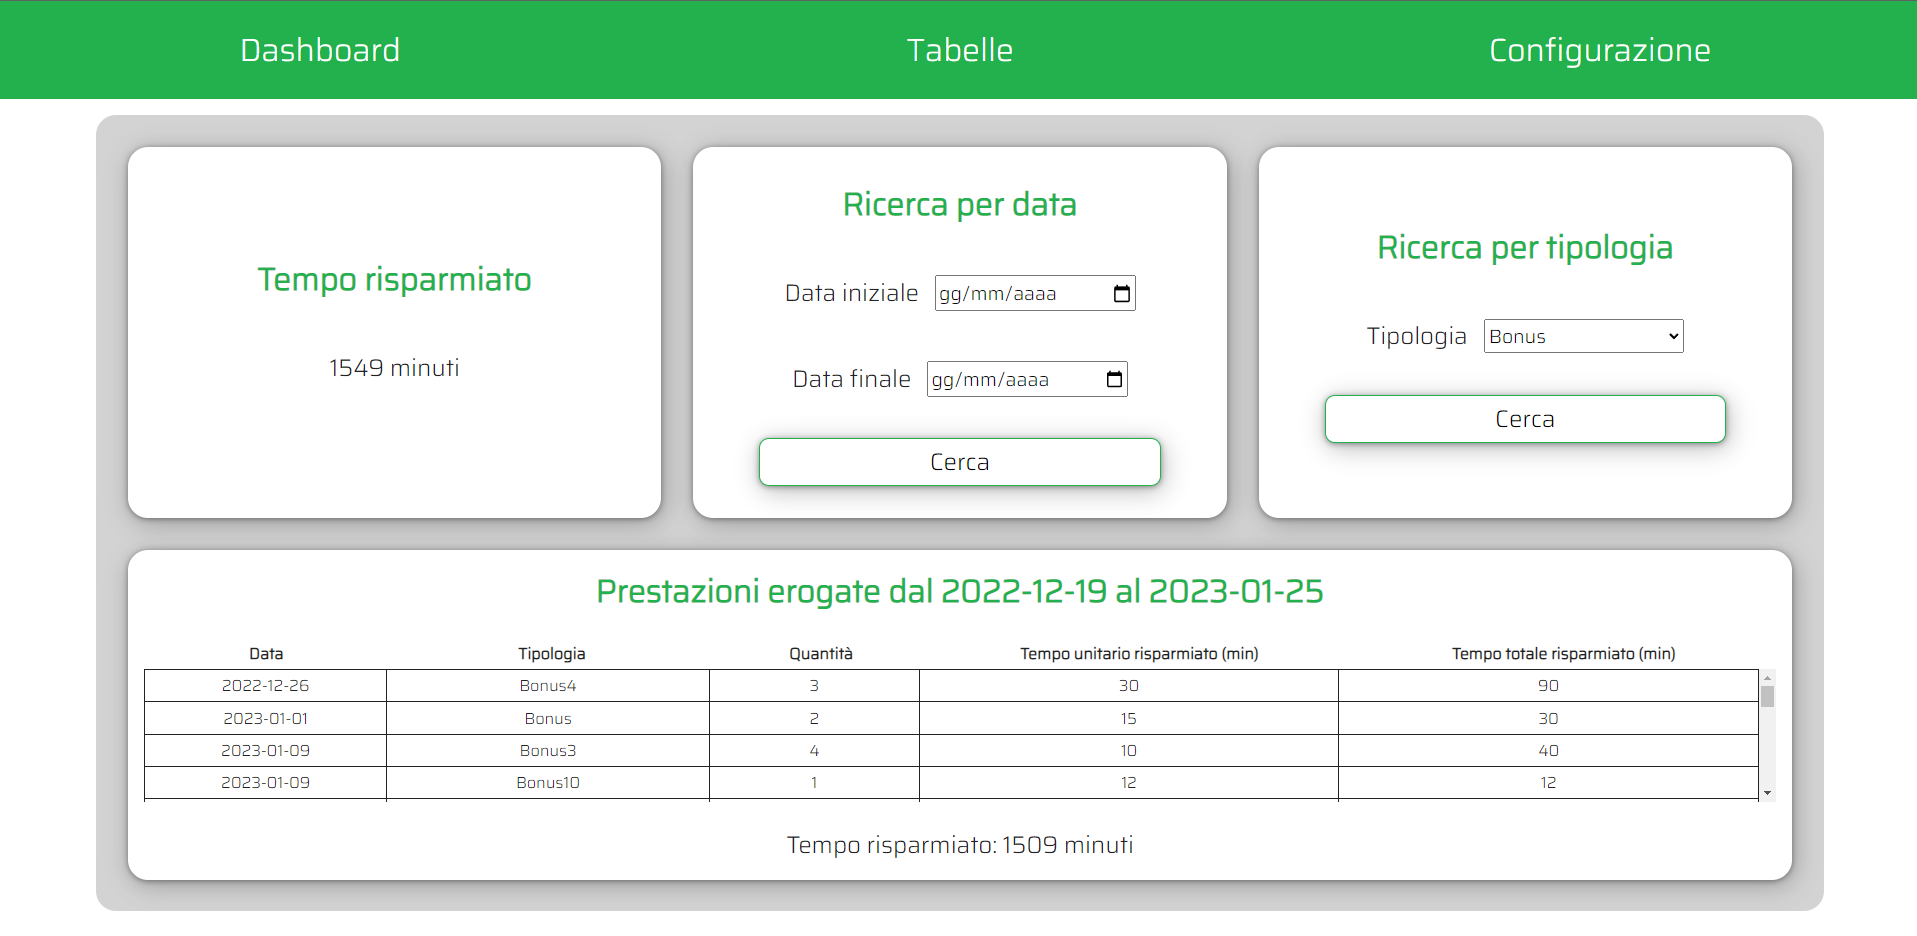 Dashboard Tabelle Configurazione
Tempo risparmiato
1549 minuti
Ricerca per data
Data iniziale gg/mm/aaaa
Data finale gg/mm/aaaa
Cerca
Ricerca per tipologia
Tipologia Bonus
Cerca
Prestazioni erogate dal 2022-12-19 al 2023-01-25
Data Tipologia Quantità Tempo unitario risparmiato (min) Tempo totale risparmiato (min)
2022-12-26 Bonus4 3 30 90
2023-01-01 Bonus 2 15 30
2023-01-09 Bonus3 4 10 40
2023-01-09 Bonus10 1 12 12
Tempo risparmiato: 1509 minuti